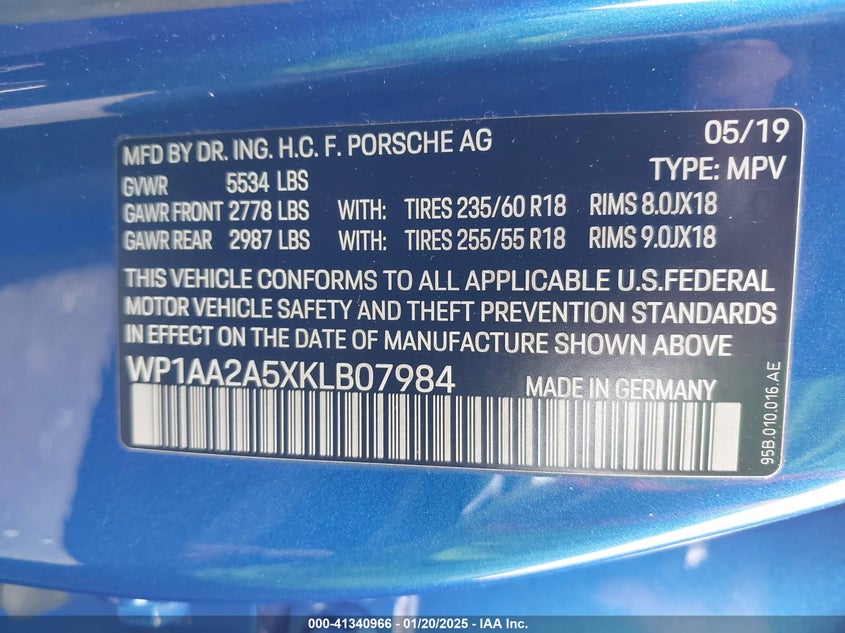 MFD BY DR. ING. H.C. F. PORSCHE AG 05/19
TYPE: MPV
GVWR 5534 LBS
GAWR FRONT 2778 LBS WITH: TIRES 235/60 R18 RIMS 8.0JX18
GAWR REAR 2987 LBS WITH: TIRES 255/55 R18 RIMS 9.0JX18
THIS VEHICLE CONFORMS TO ALL APPLICABLE U.S.FEDERAL
MOTOR VEHICLE SAFETY AND THEFT PREVENTION STANDARDS
IN EFFECT ON THE DATE OF MANUFACTURE SHOWN ABOVE
WP1AA2A5XKLB07984 MADE IN GERMANY
95B.010.016.AE
000-41340966 — 01/20/2025 — IAA Inc.